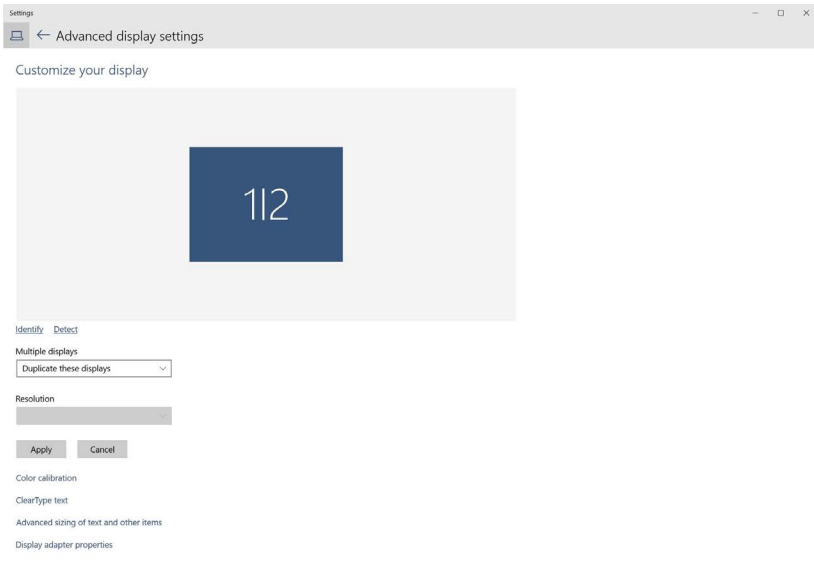 Settings
Advanced display settings
Customize your display
1|2
Identify Detect
Multiple displays
Duplicate these displays
Resolution
Apply Cancel
Color calibration
ClearType text
Advanced sizing of text and other items
Display adapter properties